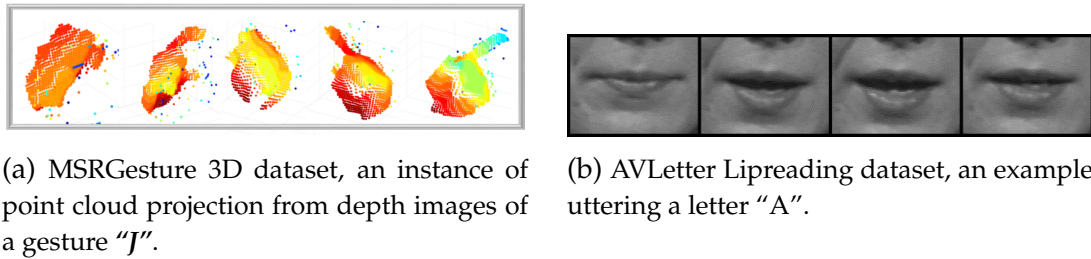 (a) MSRGesture 3D dataset, an instance of
point cloud projection from depth images of
a gesture “J”.
(b) AVLetter Lipreading dataset, an example
uttering a letter “A”.